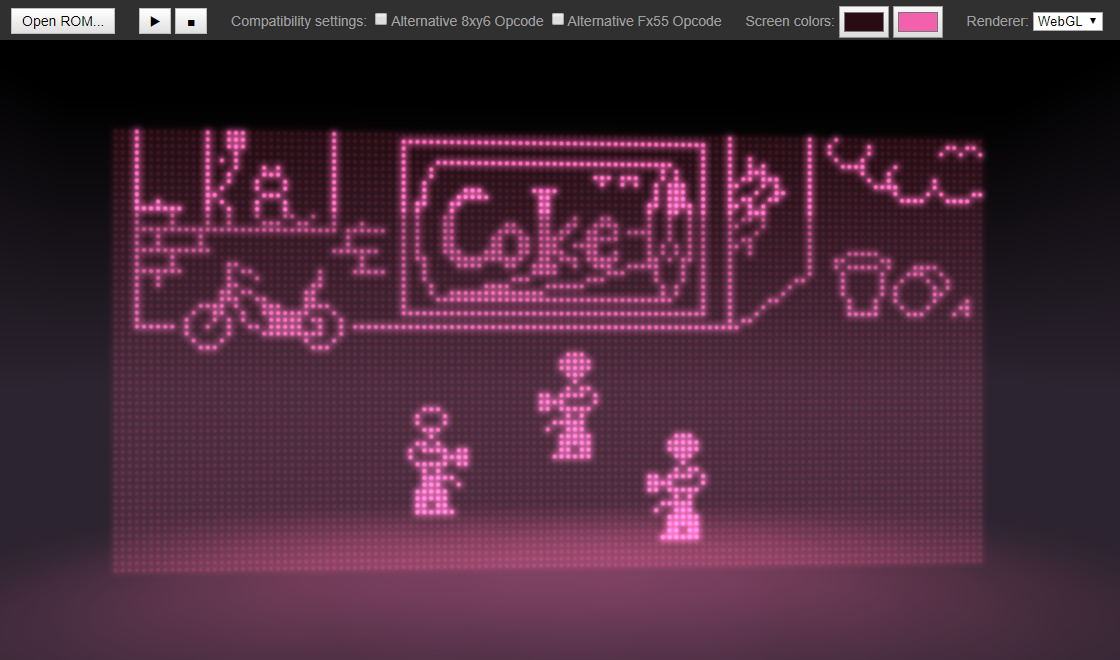 Open ROM... ▶ ■ Compatibility settings: Alternative 8xy6 Opcode Alternative Fx55 Opcode Screen colors: Renderer: WebGL ▼
Coke